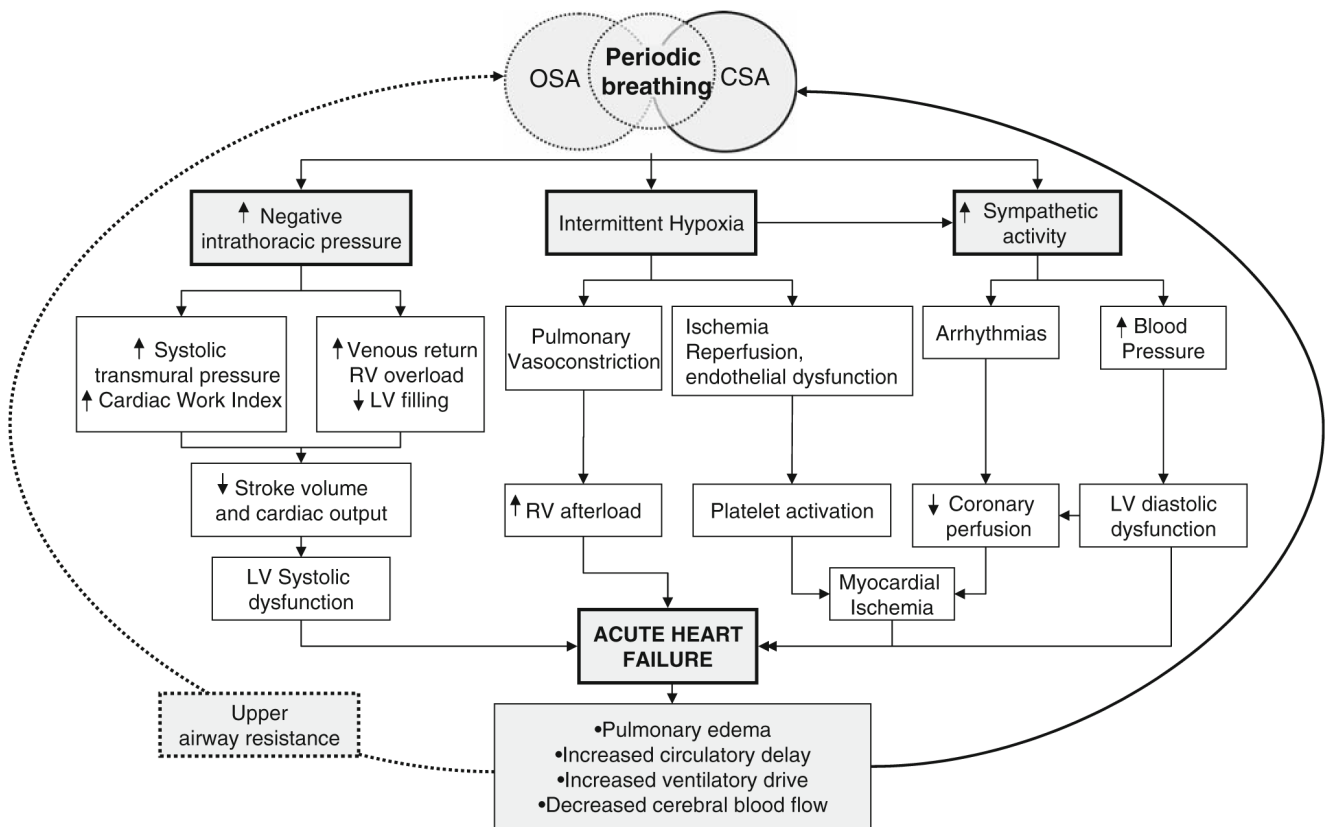 OSA
Periodic
breathing
CSA
↑ Negative
intrathoracic pressure
Intermittent Hypoxia
↑ Sympathetic
activity
↑ Systolic
transmural pressure
↑ Cardiac Work Index
↑ Venous return
RV overload
↓ LV filling
Pulmonary
Vasoconstriction
Ischemia
Reperfusion,
endothelial dysfunction
Arrhythmias
↑ Blood
Pressure
↓ Stroke volume
and cardiac output
↑ RV afterload
Platelet activation
↓ Coronary
perfusion
LV diastolic
dysfunction
LV Systolic
dysfunction
Myocardial
Ischemia
ACUTE HEART
FAILURE
Upper
airway resistance
•Pulmonary edema
•Increased circulatory delay
•Increased ventilatory drive
•Decreased cerebral blood flow